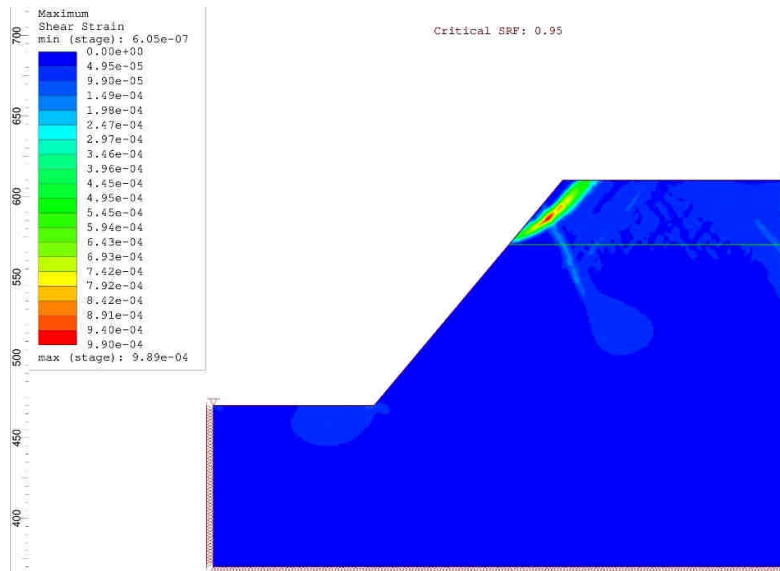 Maximum
Shear Strain
min (stage): 6.05e-07
0.00e+00
4.95e-05
9.90e-05
1.49e-04
1.98e-04
2.47e-04
2.97e-04
3.46e-04
3.96e-04
4.45e-04
4.95e-04
5.45e-04
5.94e-04
6.43e-04
6.93e-04
7.42e-04
7.92e-04
8.42e-04
8.91e-04
9.40e-04
9.90e-04
max (stage): 9.89e-04
Critical SRF: 0.95
700
650
600
550
500
450
400